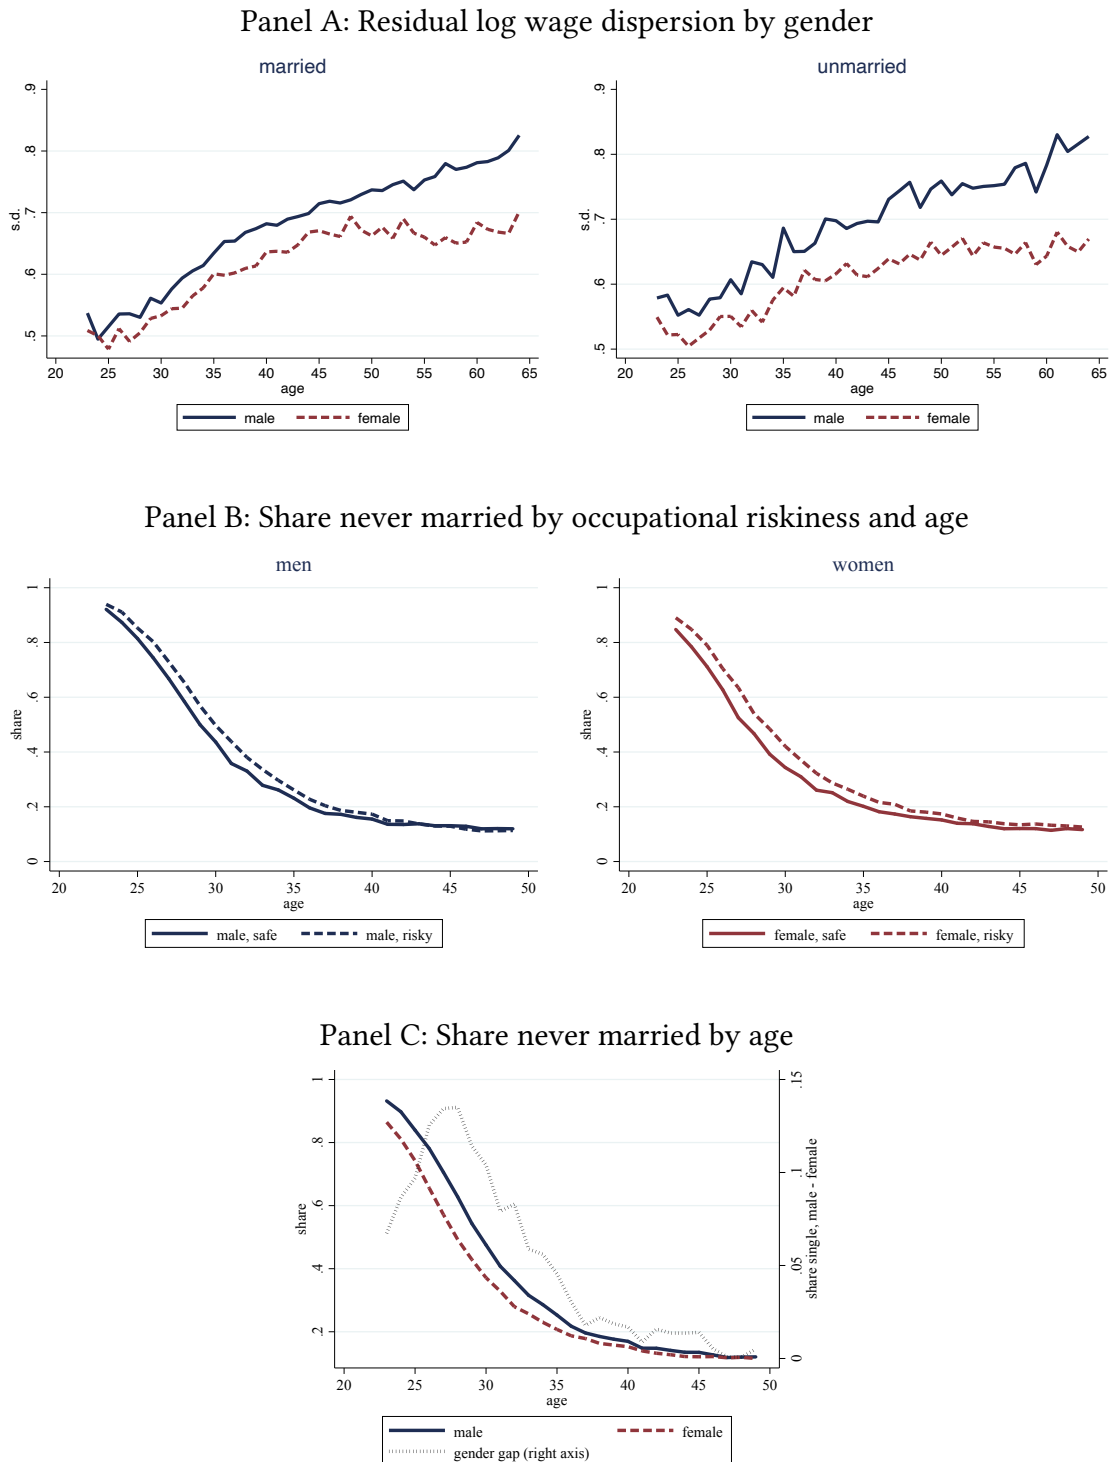 Panel A: Residual log wage dispersion by gender
married
unmarried
.9
.8
.7
.6
.5
s.d.
20 25 30 35 40 45 50 55 60 65
age
male female
.9
.8
.7
.6
.5
s.d.
20 25 30 35 40 45 50 55 60 65
age
male female
Panel B: Share never married by occupational riskiness and age
men
women
1
.8
.6
.4
.2
0
share
20 25 30 35 40 45 50
age
male, safe male, risky
1
.8
.6
.4
.2
0
share
20 25 30 35 40 45 50
age
female, safe female, risky
Panel C: Share never married by age
1
.8
.6
.4
.2
share
.15
.1
.05
0
share single, male - female
20 25 30 35 40 45 50
age
male female
gender gap (right axis)